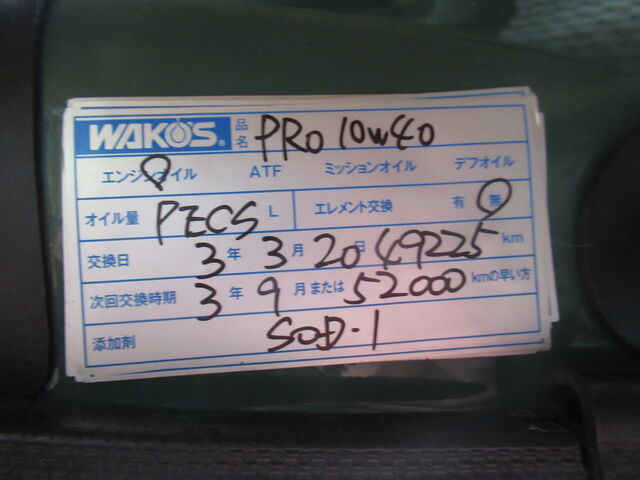 WAKO'S® 品名 PRO 10W40
エンジンオイル ATF ミッションオイル デフオイル
オイル量 PECS L エレメント交換 有 無
交換日 3年 3月 20日 49225 km
次回交換時期 3年 9月または 52000 kmの早い方
添加剤 SOD-1